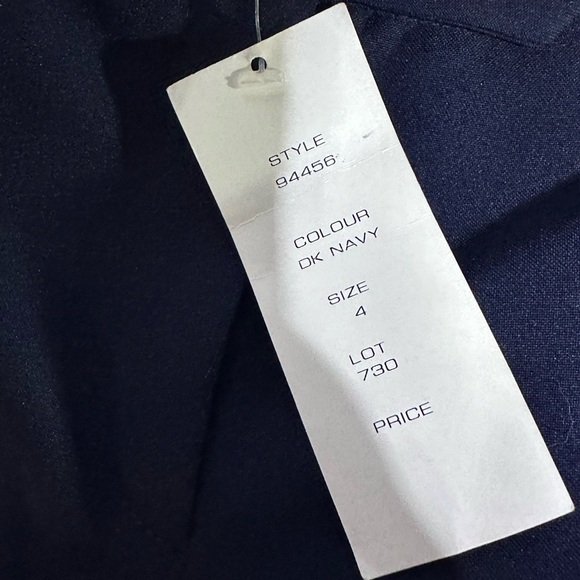 STYLE
94456
COLOUR
DK NAVY
SIZE
4
LOT
730
PRICE